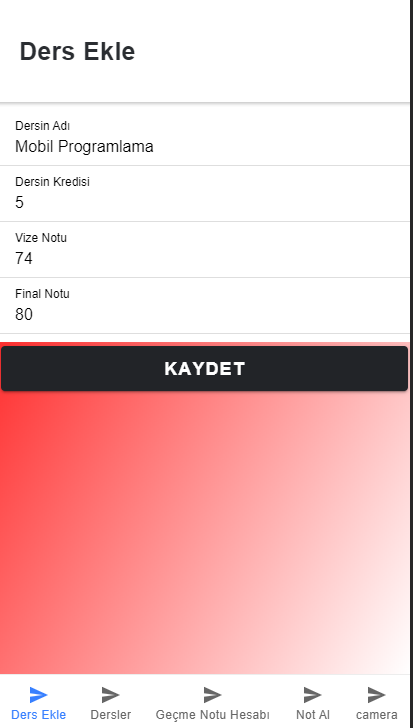 Ders Ekle
Dersin Adı
Mobil Programlama
Dersin Kredisi
5
Vize Notu
74
Final Notu
80
KAYDET
Ders Ekle Dersler Geçme Notu Hesabı Not Al camera